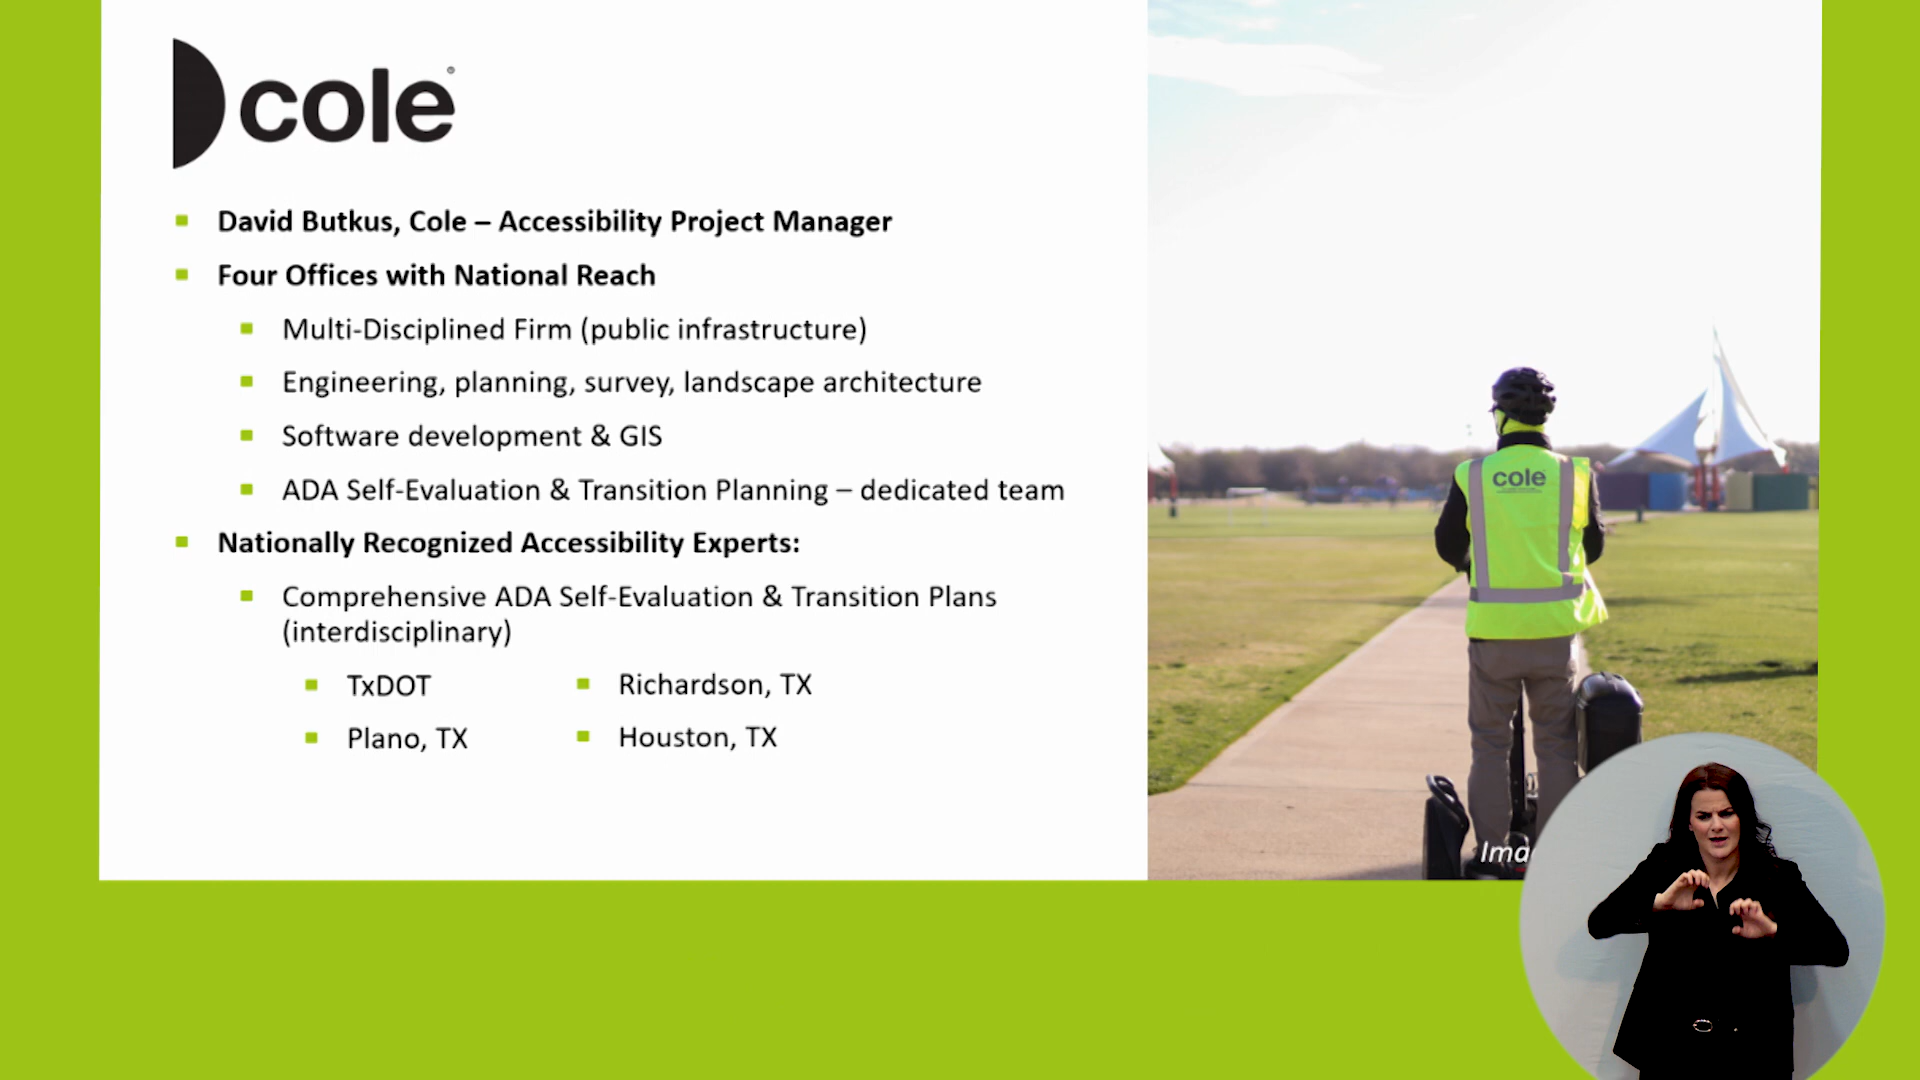 cole
David Butkus, Cole – Accessibility Project Manager
Four Offices with National Reach
Multi-Disciplined Firm (public infrastructure)
Engineering, planning, survey, landscape architecture
Software development & GIS
ADA Self-Evaluation & Transition Planning – dedicated team
Nationally Recognized Accessibility Experts:
Comprehensive ADA Self-Evaluation & Transition Plans
(interdisciplinary)
TxDOT
Richardson, TX
Plano, TX
Houston, TX
cole